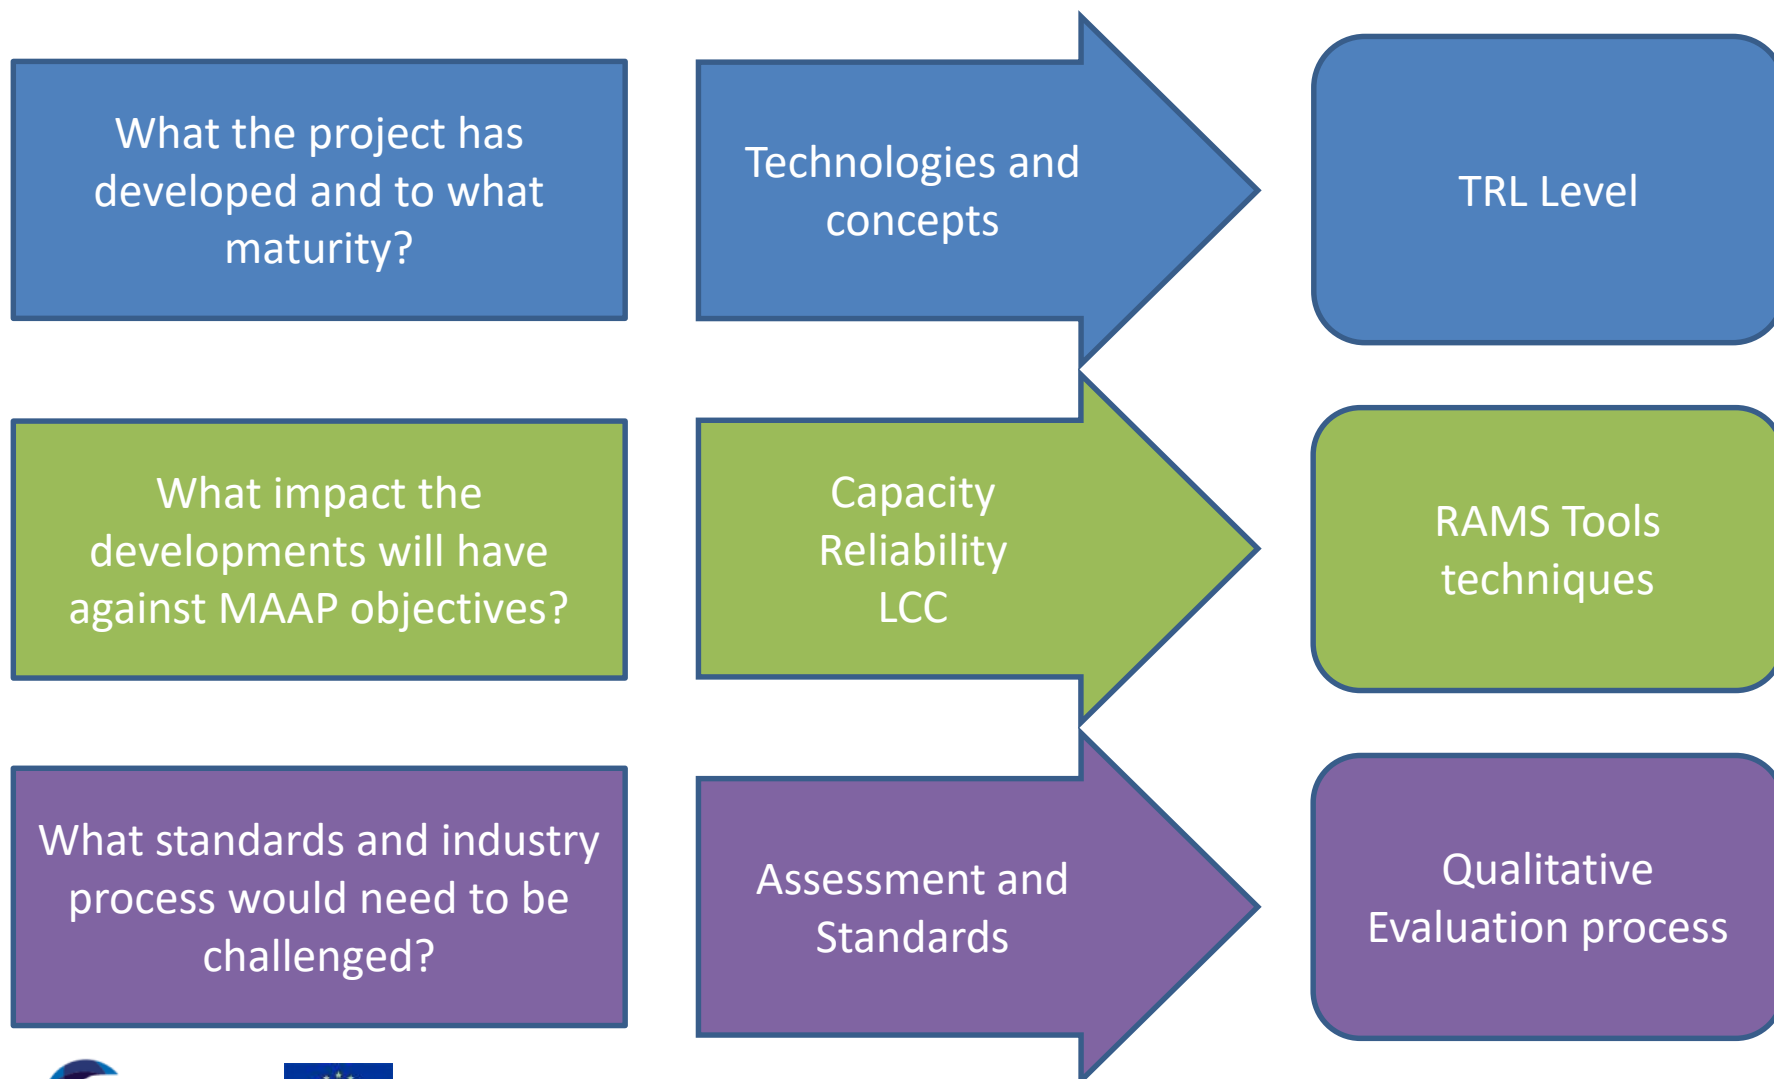 What the project has
developed and to what
maturity?
Technologies and
concepts
TRL Level
What impact the
developments will have
against MAAP objectives?
Capacity
Reliability
LCC
RAMS Tools
techniques
What standards and industry
process would need to be
challenged?
Assessment and
Standards
Qualitative
Evaluation process